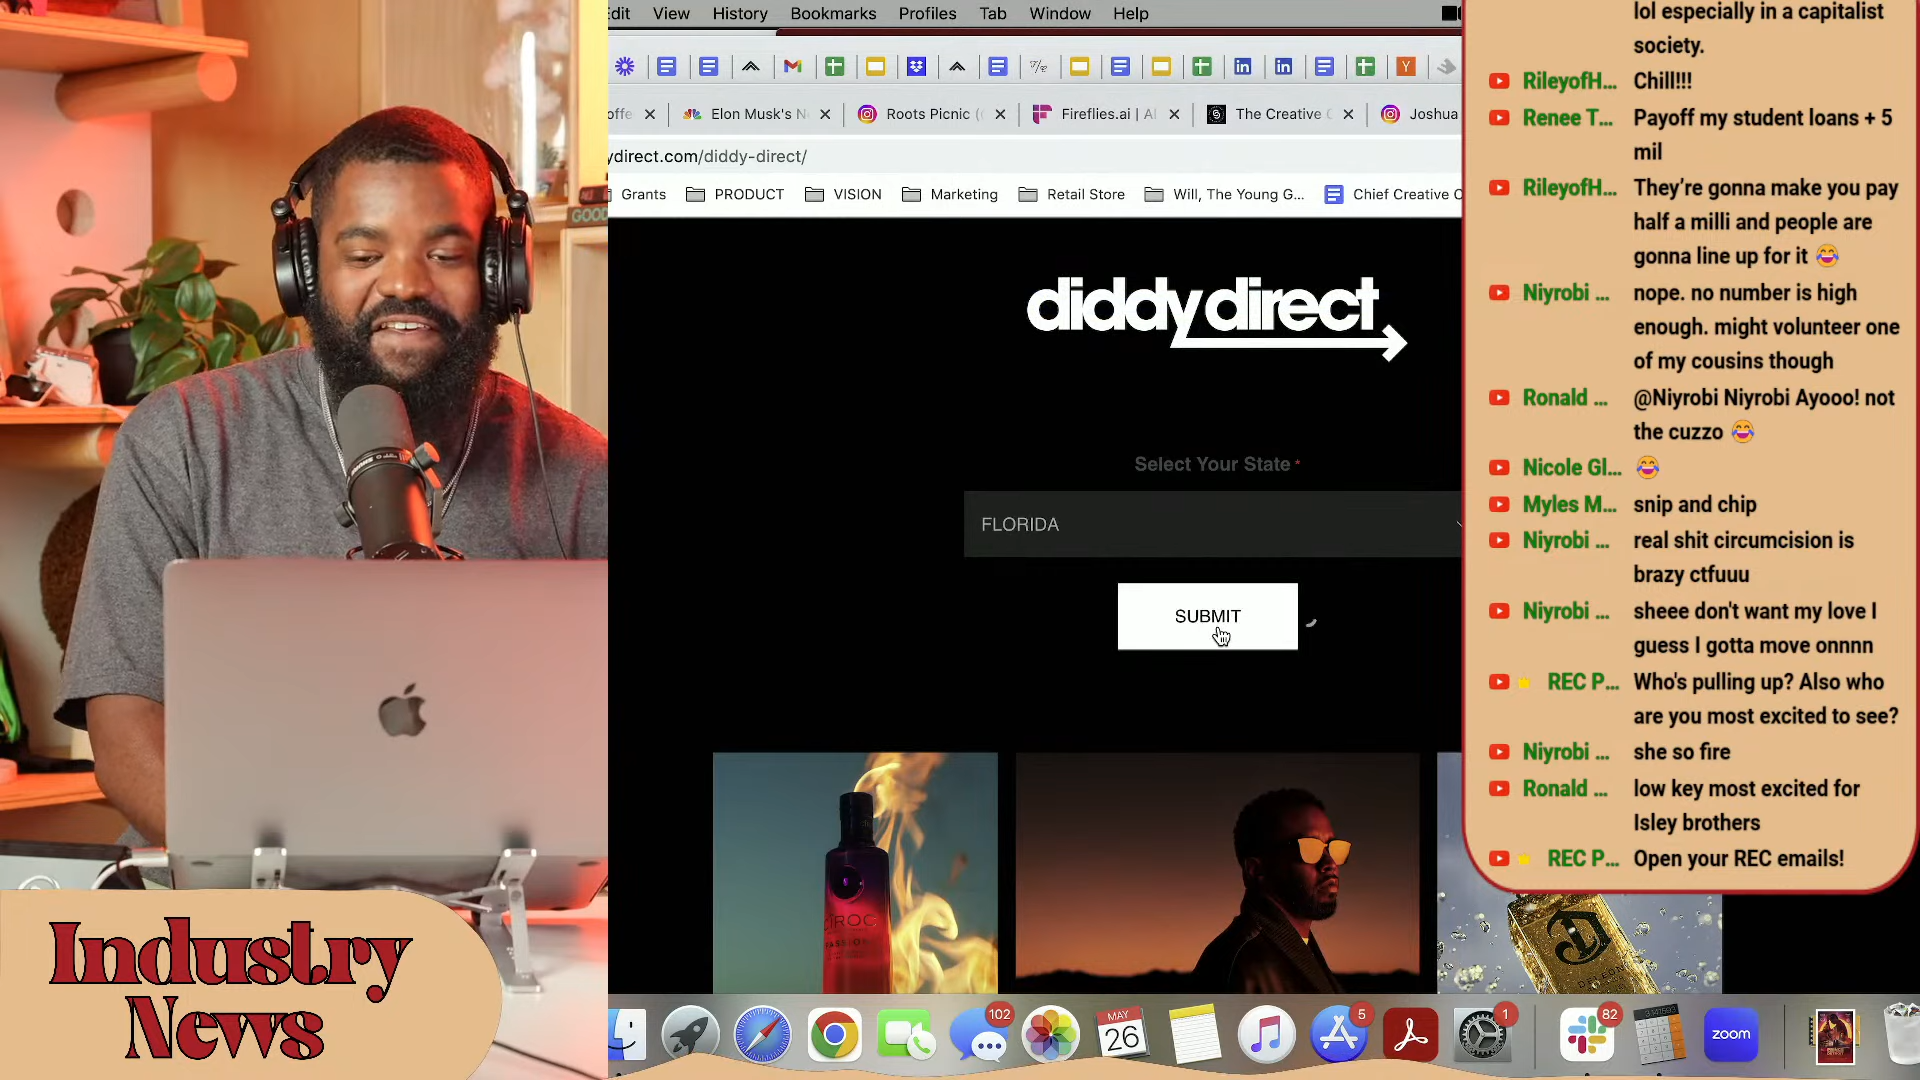 Edit View History Bookmarks Profiles Tab Window Help
Elon Musk's N
Roots Picnic (
Fireflies.ai | A
The Creative C
Joshua
ydirect.com/diddy-direct/
Grants PRODUCT VISION Marketing Retail Store Will, The Young G... Chief Creative O
GOOD
diddydirect
Select Your State *
FLORIDA
SUBMIT
CIROC
PASSION
lol especially in a capitalist
society.
RileyofH... Chill!!!
Renee T... Payoff my student loans + 5
mil
RileyofH... They’re gonna make you pay
half a milli and people are
gonna line up for it 😂
Niyrobi ... nope. no number is high
enough. might volunteer one
of my cousins though
Ronald ... @Niyrobi Niyrobi Ayooo! not
the cuzzo 😂
Nicole Gl... 😂
Myles M... snip and chip
Niyrobi ... real shit circumcision is
brazy ctfuuu
Niyrobi ... sheee don't want my love I
guess I gotta move onnnn
REC P... Who's pulling up? Also who
are you most excited to see?
Niyrobi ... she so fire
Ronald ... low key most excited for
Isley brothers
REC P... Open your REC emails!
Industry
News
102
MAY
26
5
1
82
zoom